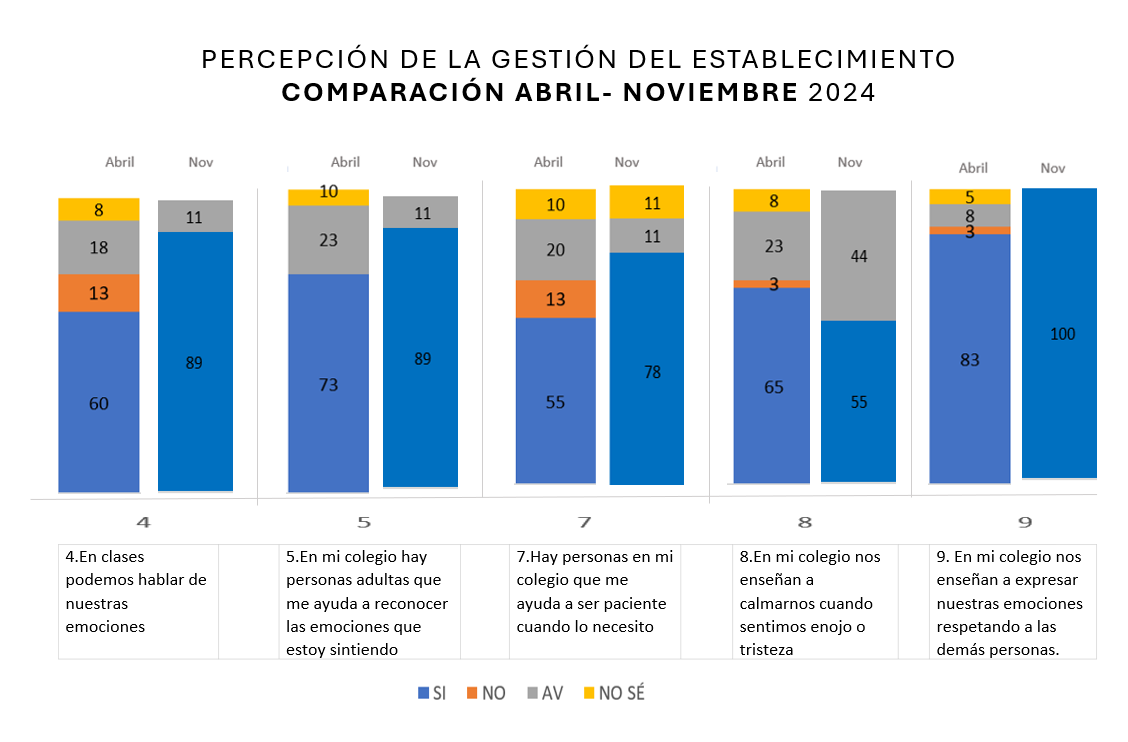 PERCEPCIÓN DE LA GESTIÓN DEL ESTABLECIMIENTO
COMPARACIÓN ABRIL- NOVIEMBRE 2024
Abril Nov
8
18
13
60
11
89
4
Abril Nov
10
23
73
11
89
5
Abril Nov
10
20
13
55
11
11
78
7
Abril Nov
8
23
3
65
44
55
8
Abril Nov
5
8
3
83
100
9
4.En clases
podemos hablar de
nuestras
emociones
5.En mi colegio hay
personas adultas que
me ayuda a reconocer
las emociones que
estoy sintiendo
7.Hay personas en mi
colegio que me
ayuda a ser paciente
cuando lo necesito
8.En mi colegio nos
enseñan a
calmarnos cuando
sentimos enojo o
tristeza
9. En mi colegio nos
enseñan a expresar
nuestras emociones
respetando a las
demás personas.
SI NO AV NO SÉ